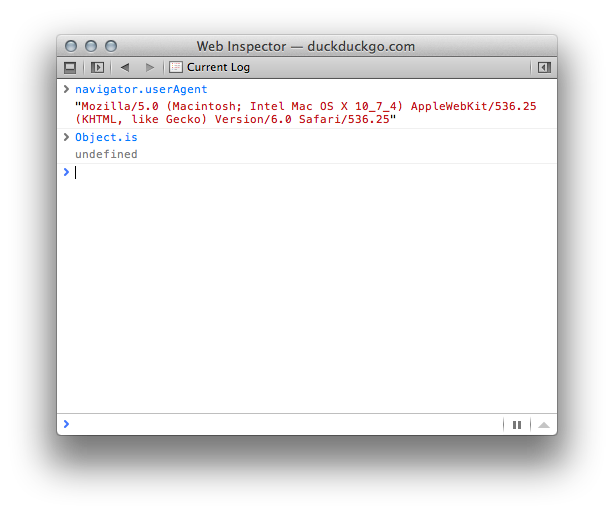 Web Inspector — duckduckgo.com
Current Log
navigator.userAgent
"Mozilla/5.0 (Macintosh; Intel Mac OS X 10_7_4) AppleWebKit/536.25
(KHTML, like Gecko) Version/6.0 Safari/536.25"
Object.is
undefined